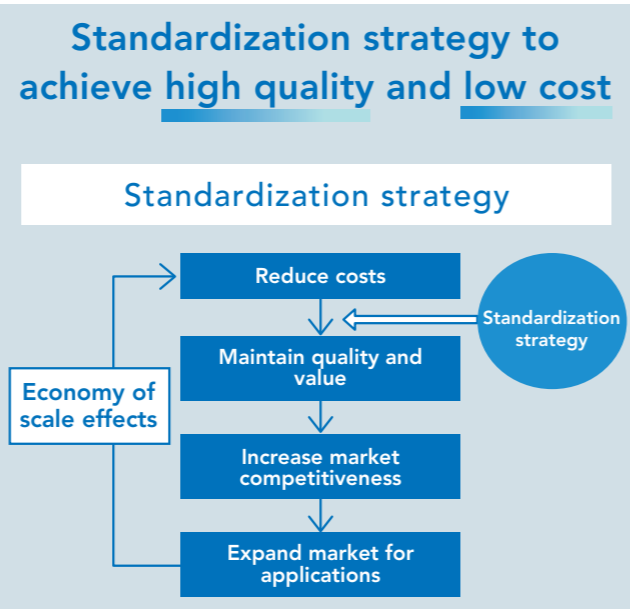 Standardization strategy to
achieve high quality and low cost
Standardization strategy
Reduce costs
Standardization
strategy
Maintain quality and
value
Economy of
scale effects
Increase market
competitiveness
Expand market for
applications